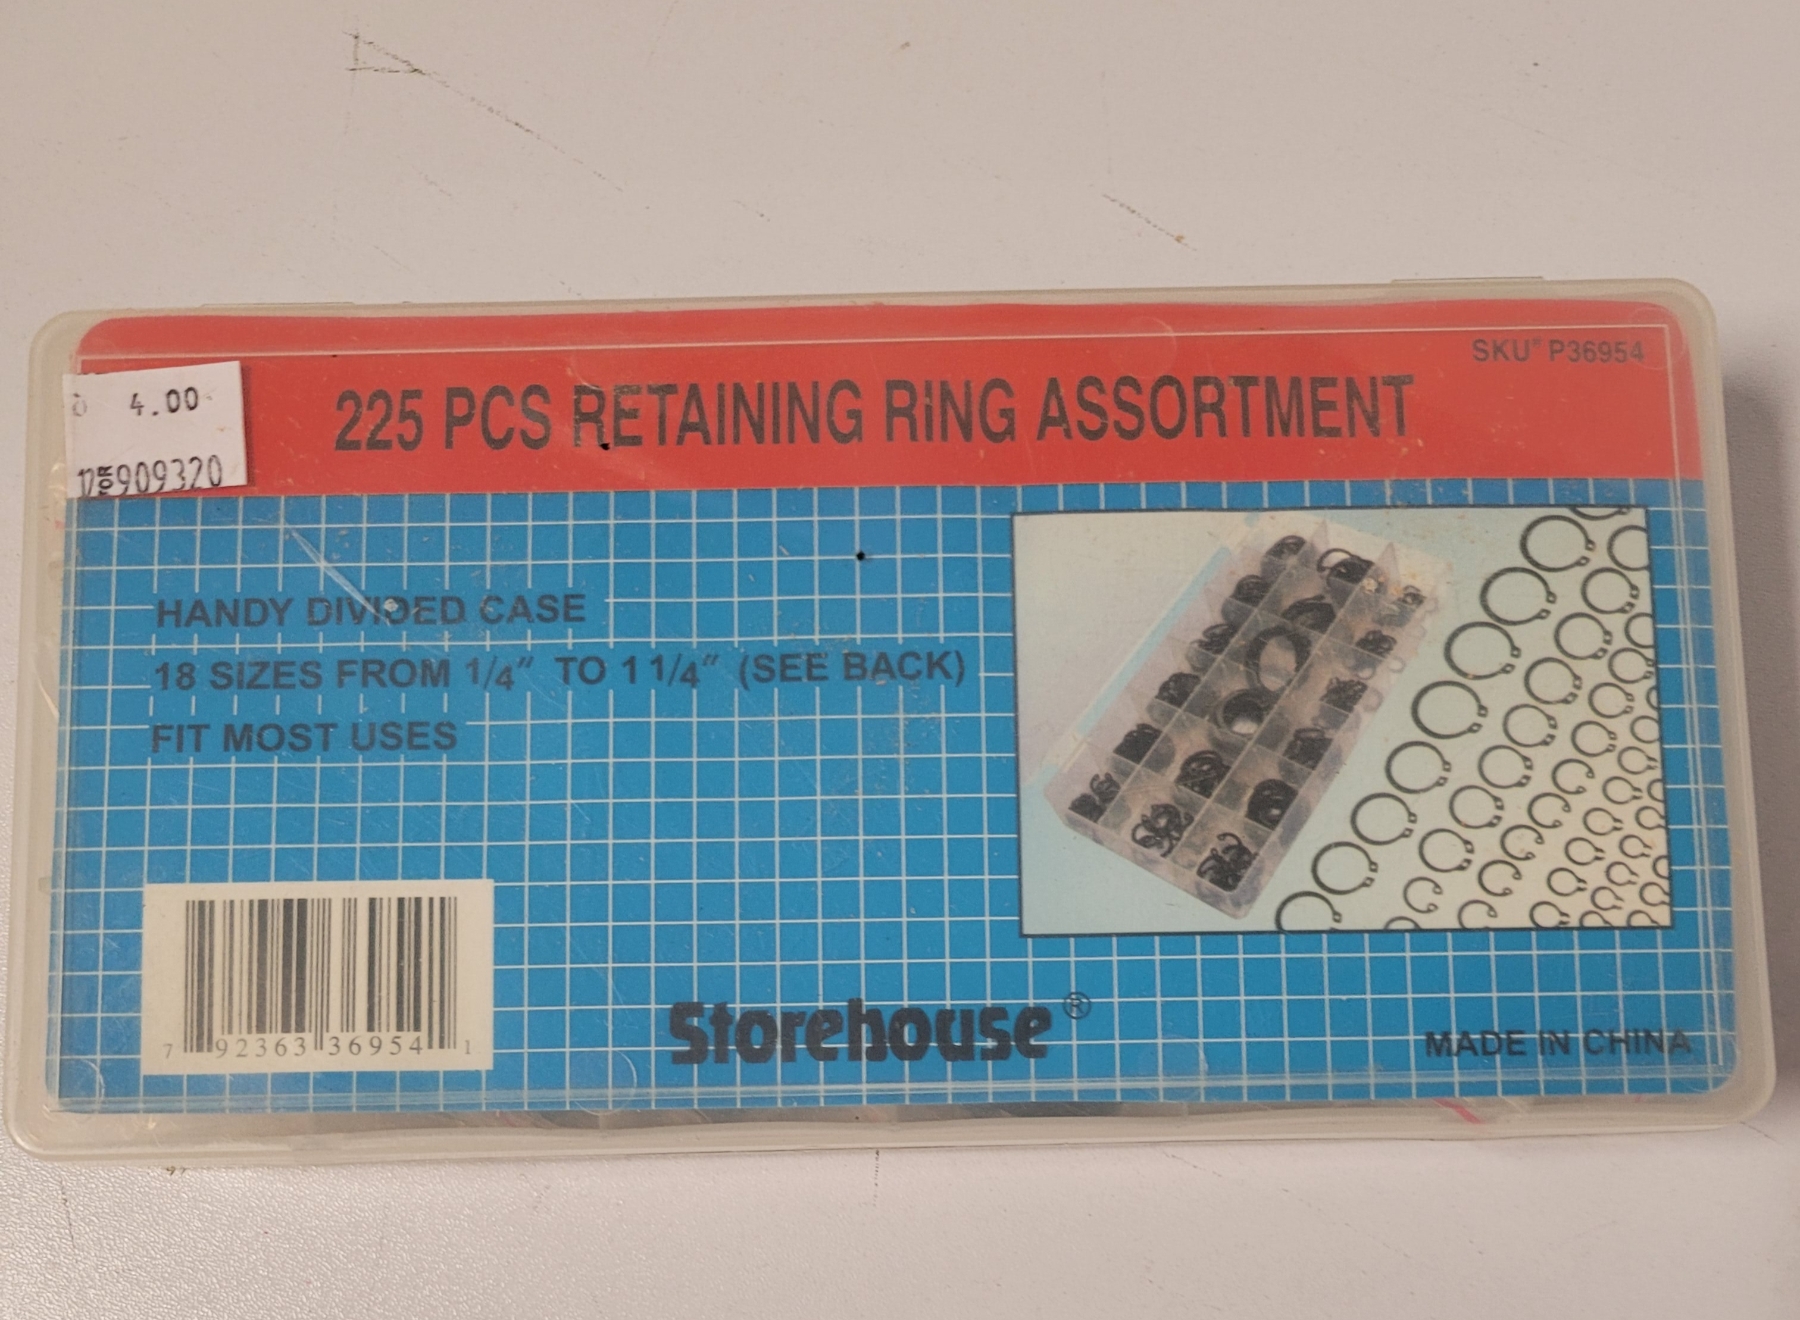 SKU# P36954
4.00
909320
225 PCS RETAINING RING ASSORTMENT
HANDY DIVIDED CASE
18 SIZES FROM 1/4" TO 1 1/4" (SEE BACK)
FIT MOST USES
7 92363 36954 1
Storehouse®
MADE IN CHINA